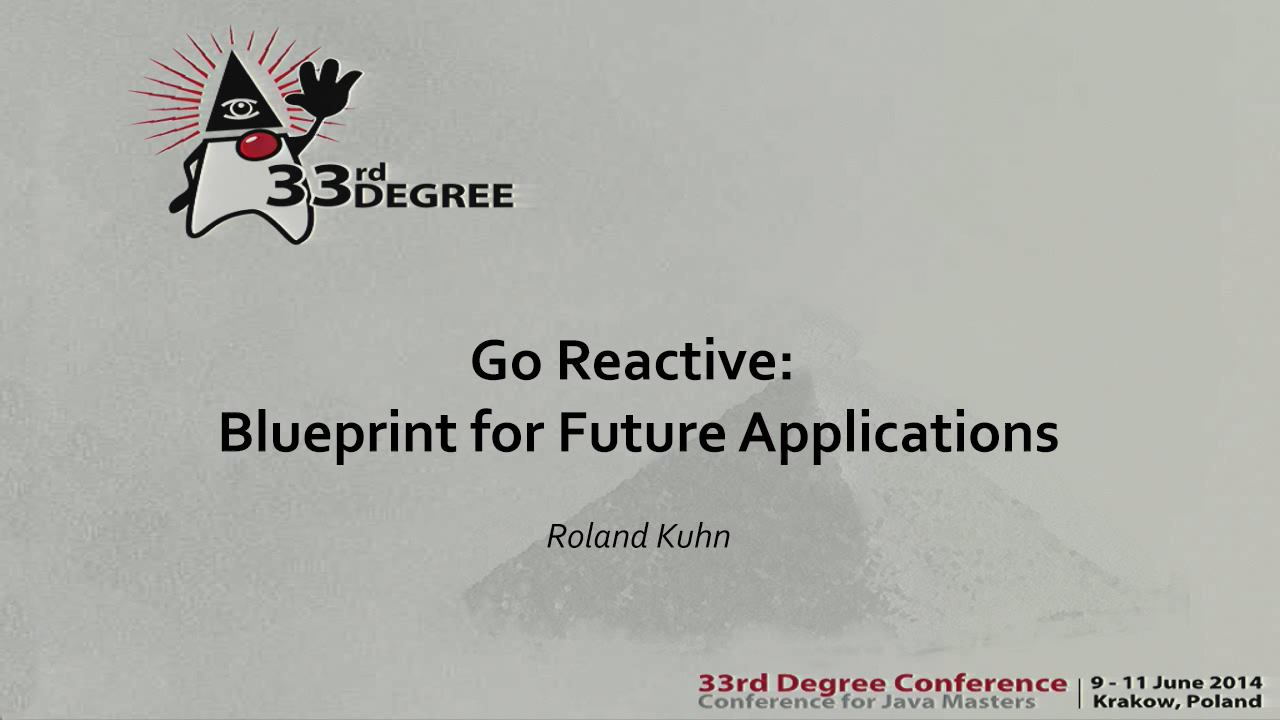 33rd
DEGREE
Go Reactive:
Blueprint for Future Applications
Roland Kuhn
33rd Degree Conference | 9 - 11 June 2014
Conference for Java Masters | Krakow, Poland